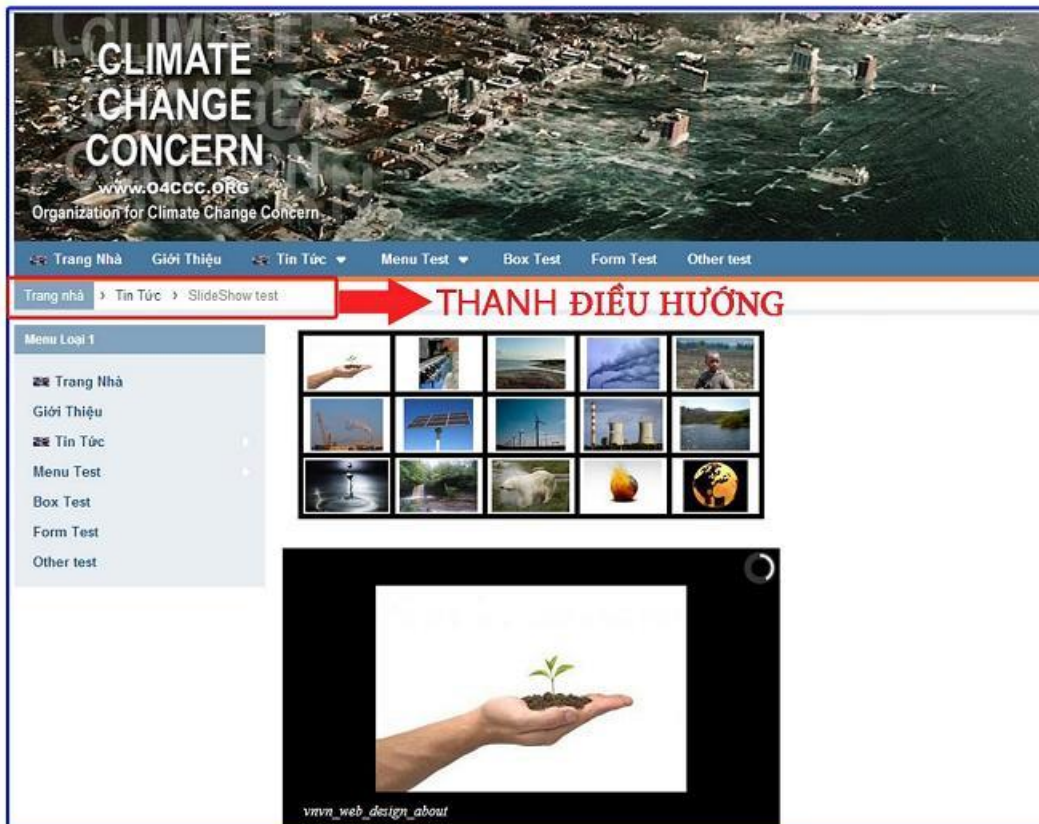 CLIMATE
CHANGE
CONCERN
www.O4CCC.ORG
Organization for Climate Change Concern
Trang Nhà Giới Thiệu Tin Tức Menu Test Box Test Form Test Other test
Trang nhà › Tin Tức › SlideShow test
THANH ĐIỀU HƯỚNG
Menu Loại 1
Trang Nhà
Giới Thiệu
Tin Tức
Menu Test
Box Test
Form Test
Other test
vnvn_web_design_about